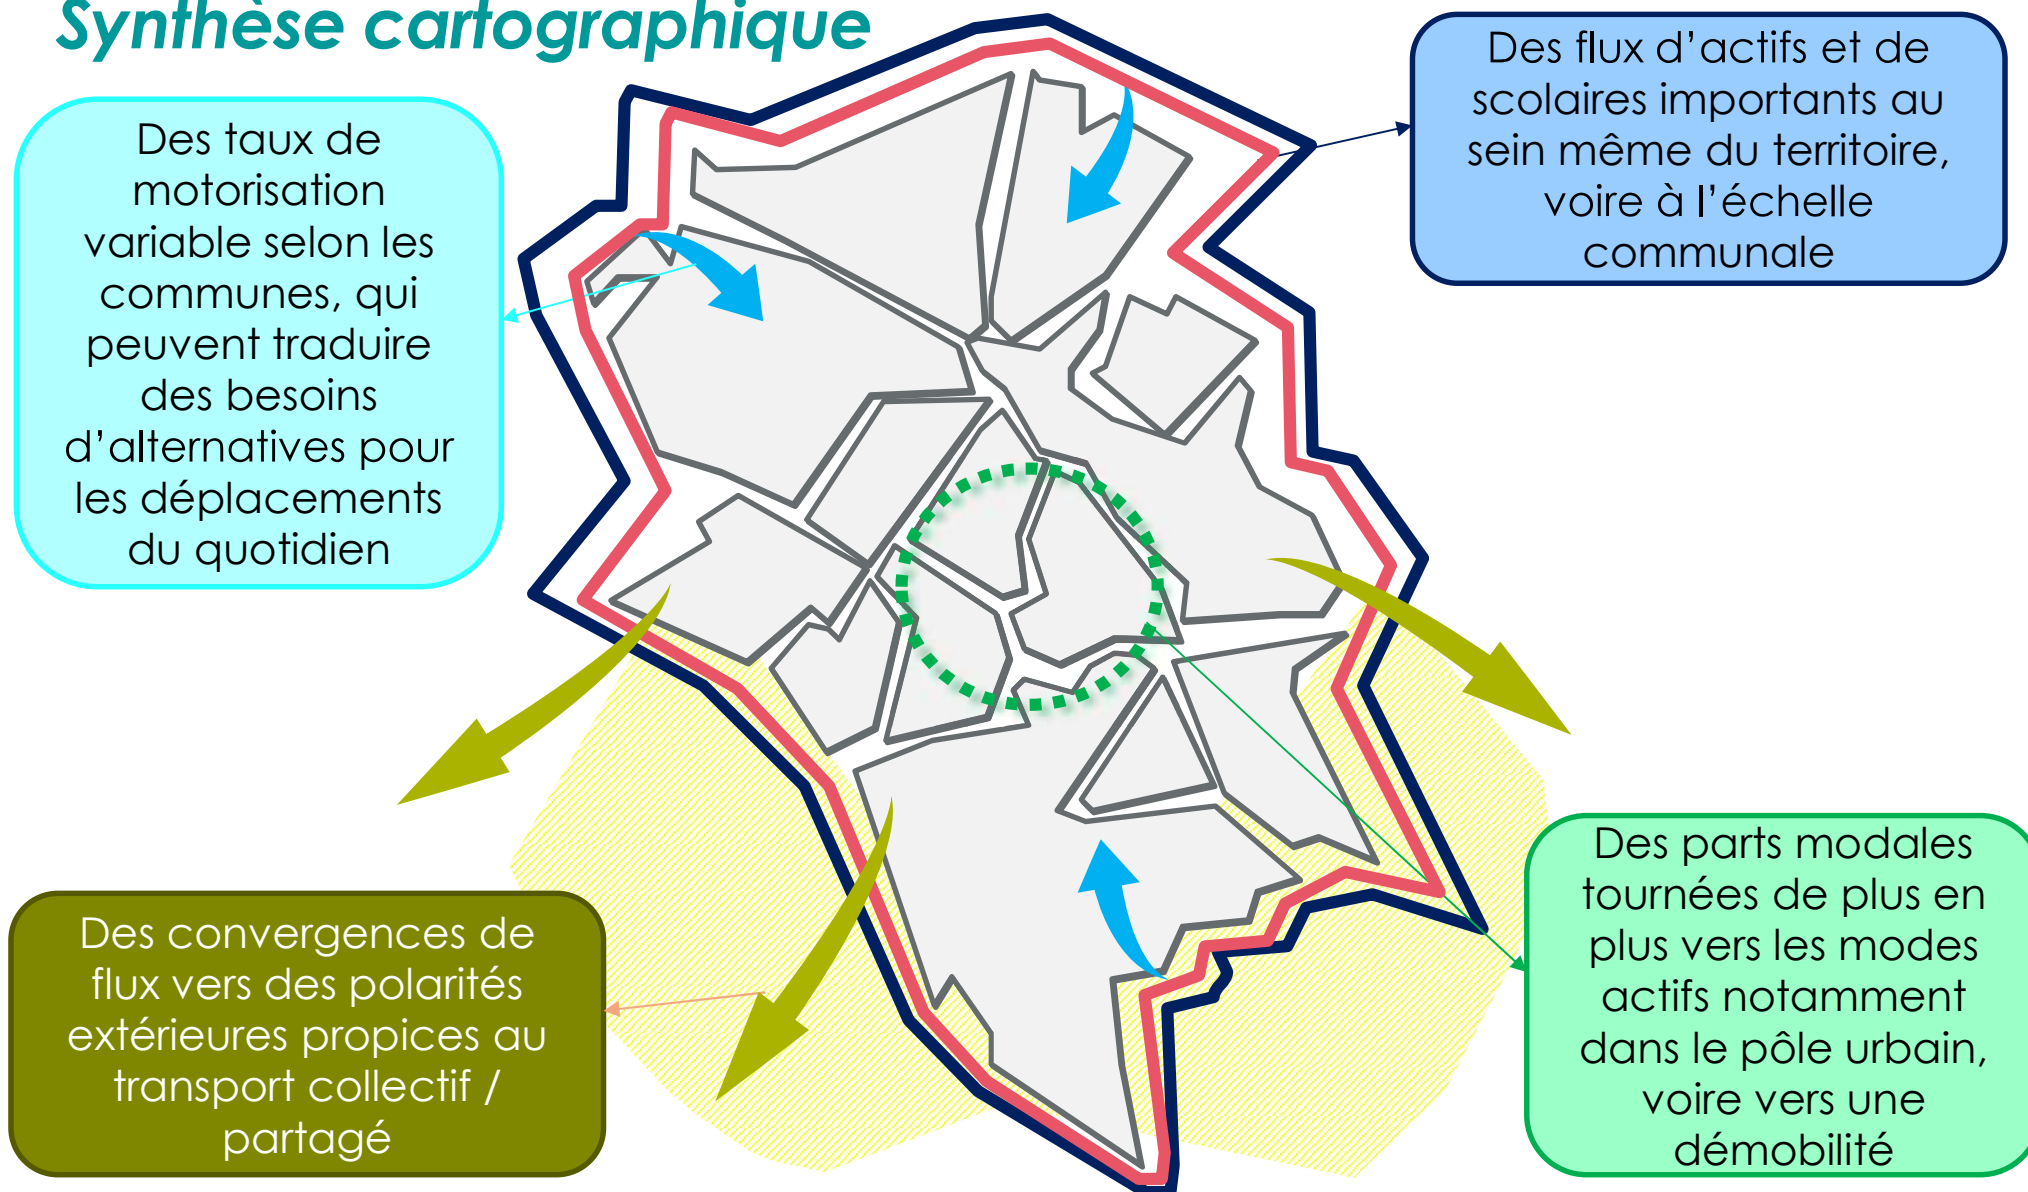 Synthèse cartographique
Des taux de
motorisation
variable selon les
communes, qui
peuvent traduire
des besoins
d’alternatives pour
les déplacements
du quotidien
Des flux d’actifs et de
scolaires importants au
sein même du territoire,
voire à l’échelle
communale
Des convergences de
flux vers des polarités
extérieures propices au
transport collectif /
partagé
Des parts modales
tournées de plus en
plus vers les modes
actifs notamment
dans le pôle urbain,
voire vers une
démobilité